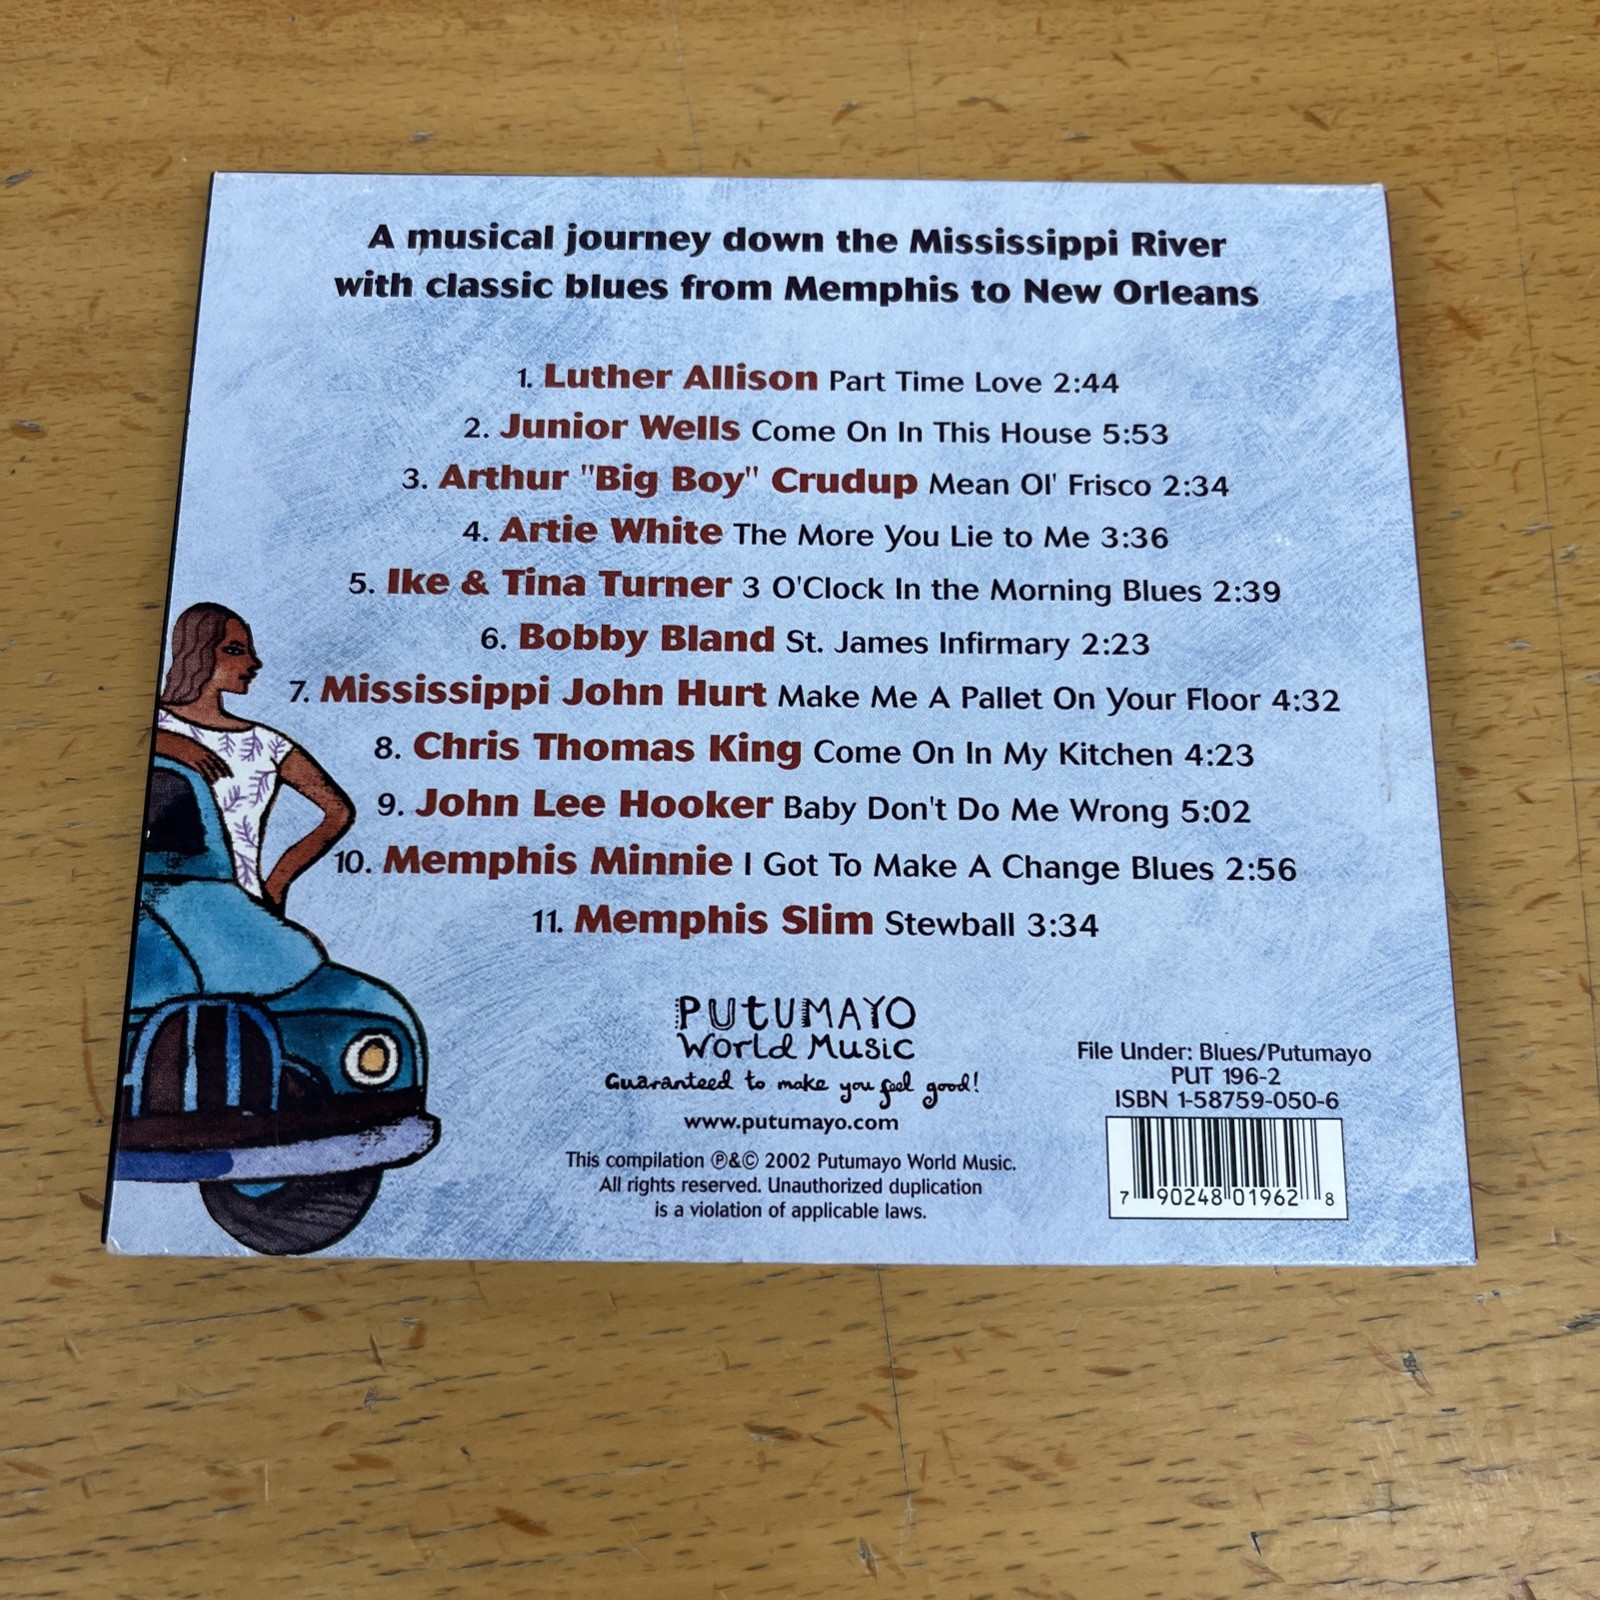 A musical journey down the Mississippi River
with classic blues from Memphis to New Orleans
1. Luther Allison Part Time Love 2:44
2. Junior Wells Come On In This House 5:53
3. Arthur "Big Boy" Crudup Mean Ol' Frisco 2:34
4. Artie White The More You Lie to Me 3:36
5. Ike & Tina Turner 3 O'Clock In the Morning Blues 2:39
6. Bobby Bland St. James Infirmary 2:23
7. Mississippi John Hurt Make Me A Pallet On Your Floor 4:32
8. Chris Thomas King Come On In My Kitchen 4:23
9. John Lee Hooker Baby Don't Do Me Wrong 5:02
10. Memphis Minnie I Got To Make A Change Blues 2:56
11. Memphis Slim Stewball 3:34
PUTUMAYO
World Music
Guaranteed to make you feel good!
www.putumayo.com
This compilation ℗&© 2002 Putumayo World Music.
All rights reserved. Unauthorized duplication
is a violation of applicable laws.
File Under: Blues/Putumayo
PUT 196-2
ISBN 1-58759-050-6
7 90248 01962 8